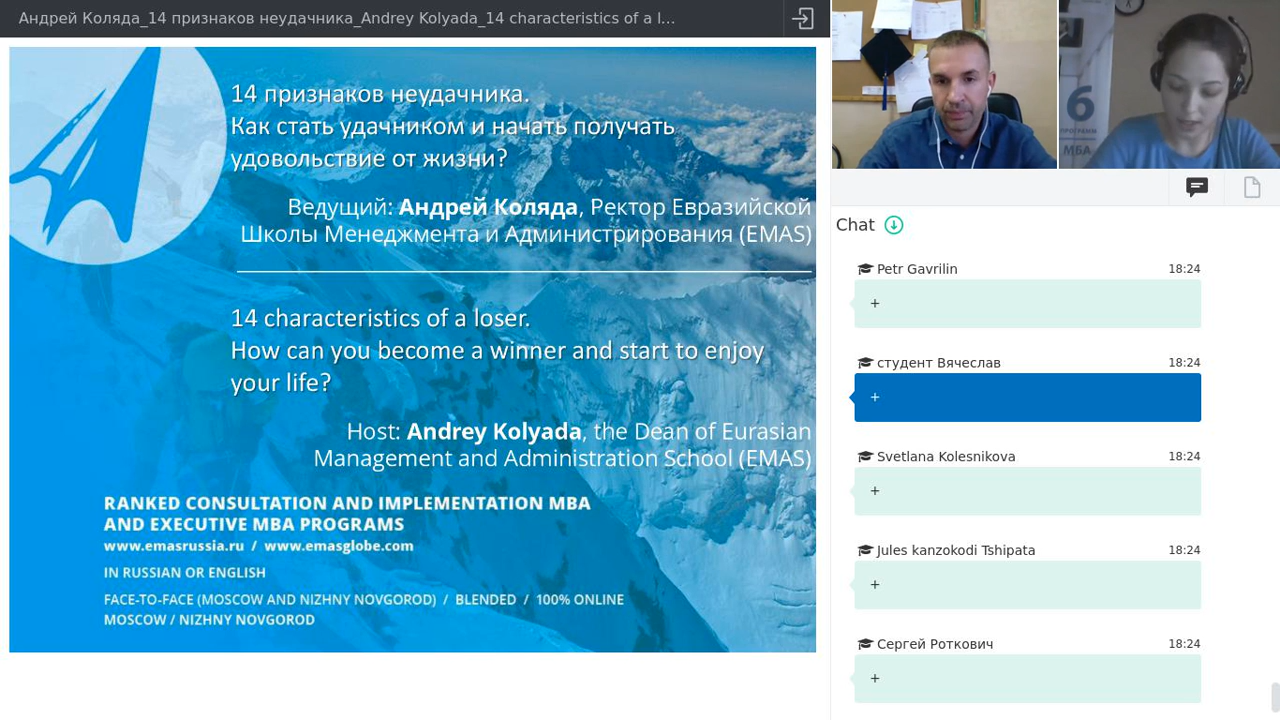 Андрей Коляда_14 признаков неудачника_Andrey Kolyada_14 characteristics of a l...
14 признаков неудачника.
Как стать удачником и начать получать
удовольствие от жизни?
Ведущий: Андрей Коляда, Ректор Евразийской
Школы Менеджмента и Администрирования (EMAS)
14 characteristics of a loser.
How can you become a winner and start to enjoy
your life?
Host: Andrey Kolyada, the Dean of Eurasian
Management and Administration School (EMAS)
RANKED CONSULTATION AND IMPLEMENTATION MBA
AND EXECUTIVE MBA PROGRAMS
www.emasrussia.ru / www.emasglobe.com
IN RUSSIAN OR ENGLISH
FACE-TO-FACE (MOSCOW AND NIZHNY NOVGOROD) / BLENDED / 100% ONLINE
MOSCOW / NIZHNY NOVGOROD
6
МБА
Chat
Petr Gavrilin 18:24
+
студент Вячеслав 18:24
+
Svetlana Kolesnikova 18:24
+
Jules kanzokodi Tshipata 18:24
+
Сергей Роткович 18:24
+